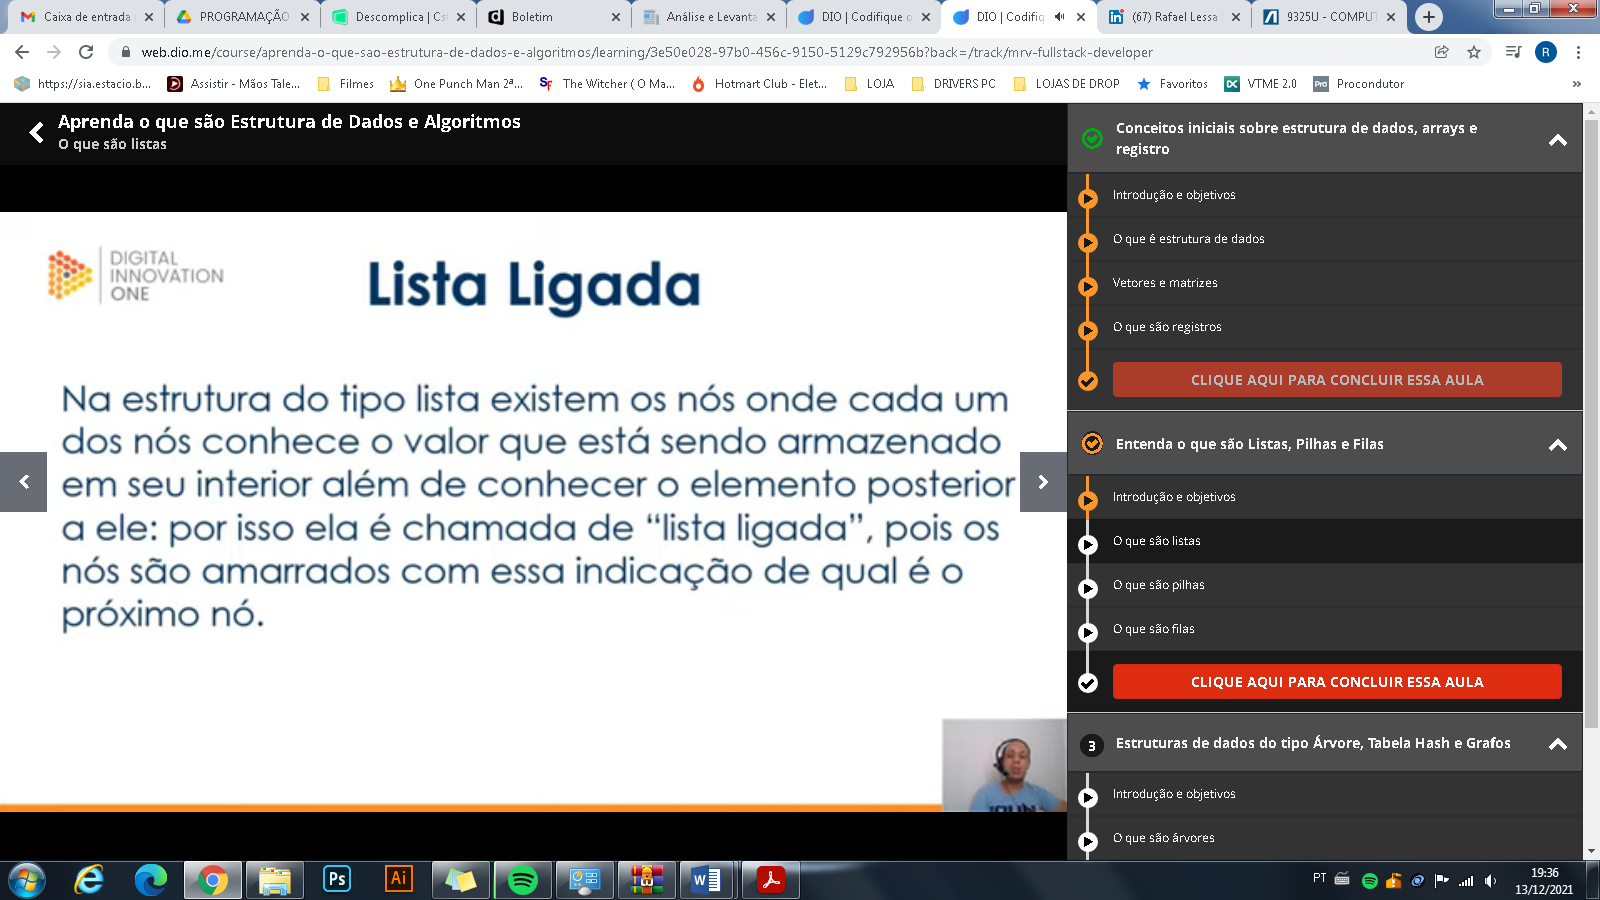 Caixa de entrada
PROGRAMAÇÃO
Descomplica | Cs
Boletim
Análise e Levanta
DIO | Codifique o
DIO | Codifiq
(67) Rafael Lessa
9325U - COMPUT
web.dio.me/course/aprenda-o-que-sao-estrutura-de-dados-e-algoritmos/learning/3e50e028-97b0-456c-9150-5129c792956b?back=/track/mrv-fullstack-developer
R
https://sia.estacio.b...
Assistir - Mãos Tale...
Filmes
One Punch Man 2ª...
SF
The Witcher ( O Ma...
Hotmart Club - Elet...
LOJA
DRIVERS PC
LOJAS DE DROP
Favoritos
DC
VTME 2.0
Pro
Procondutor
»
Aprenda o que são Estrutura de Dados e Algoritmos
O que são listas
DIGITAL
INNOVATION
ONE
Lista Ligada
Na estrutura do tipo lista existem os nós onde cada um
dos nós conhece o valor que está sendo armazenado
em seu interior além de conhecer o elemento posterior
a ele: por isso ela é chamada de “lista ligada”, pois os
nós são amarrados com essa indicação de qual é o
próximo nó.
Conceitos iniciais sobre estrutura de dados, arrays e
registro
Introdução e objetivos
O que é estrutura de dados
Vetores e matrizes
O que são registros
CLIQUE AQUI PARA CONCLUIR ESSA AULA
Entenda o que são Listas, Pilhas e Filas
Introdução e objetivos
O que são listas
O que são pilhas
O que são filas
CLIQUE AQUI PARA CONCLUIR ESSA AULA
3
Estruturas de dados do tipo Árvore, Tabela Hash e Grafos
Introdução e objetivos
O que são árvores
Ps
Ai
PT
19:36
13/12/2021